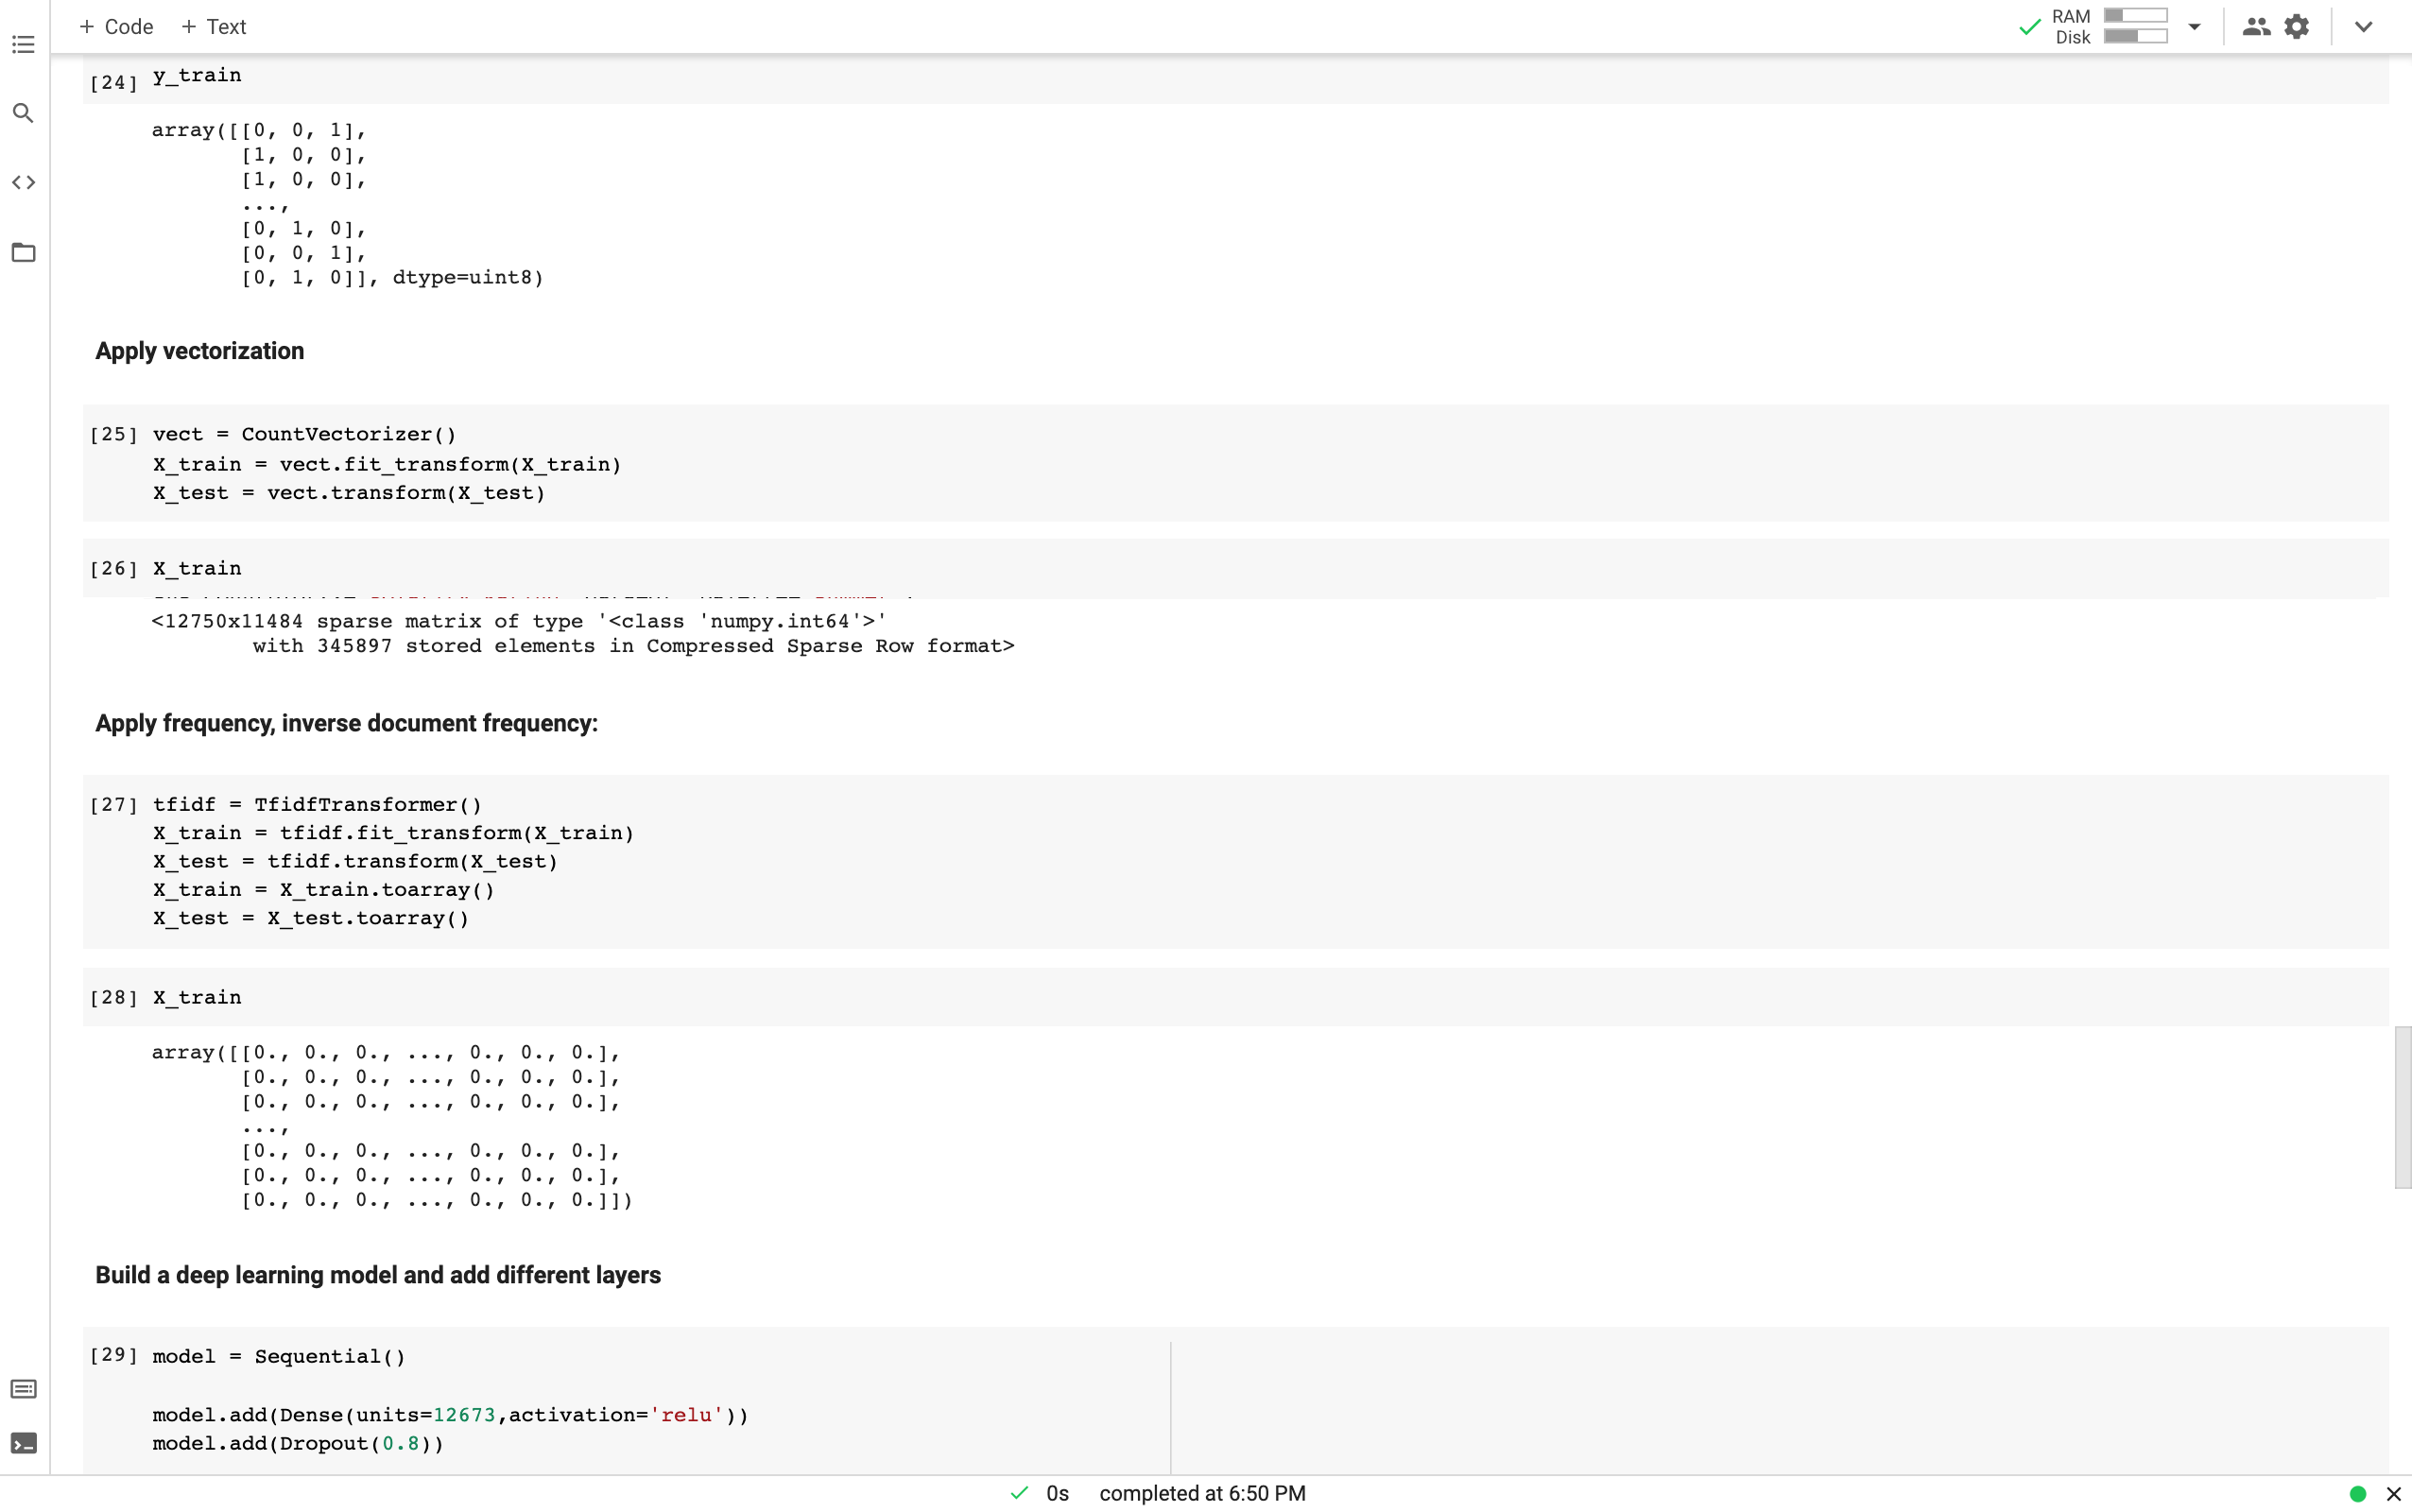 + Code + Text
RAM
Disk
[24] y_train
array([[0, 0, 1],
[1, 0, 0],
[1, 0, 0],
...,
[0, 1, 0],
[0, 0, 1],
[0, 1, 0]], dtype=uint8)
Apply vectorization
[25] vect = CountVectorizer()
X_train = vect.fit_transform(X_train)
X_test = vect.transform(X_test)
[26] X_train
<12750x11484 sparse matrix of type '<class 'numpy.int64'>'
with 345897 stored elements in Compressed Sparse Row format>
Apply frequency, inverse document frequency:
[27] tfidf = TfidfTransformer()
X_train = tfidf.fit_transform(X_train)
X_test = tfidf.transform(X_test)
X_train = X_train.toarray()
X_test = X_test.toarray()
[28] X_train
array([[0., 0., 0., ..., 0., 0., 0.],
[0., 0., 0., ..., 0., 0., 0.],
[0., 0., 0., ..., 0., 0., 0.],
...,
[0., 0., 0., ..., 0., 0., 0.],
[0., 0., 0., ..., 0., 0., 0.],
[0., 0., 0., ..., 0., 0., 0.]])
Build a deep learning model and add different layers
[29] model = Sequential()
model.add(Dense(units=12673,activation='relu'))
model.add(Dropout(0.8))
0s completed at 6:50 PM